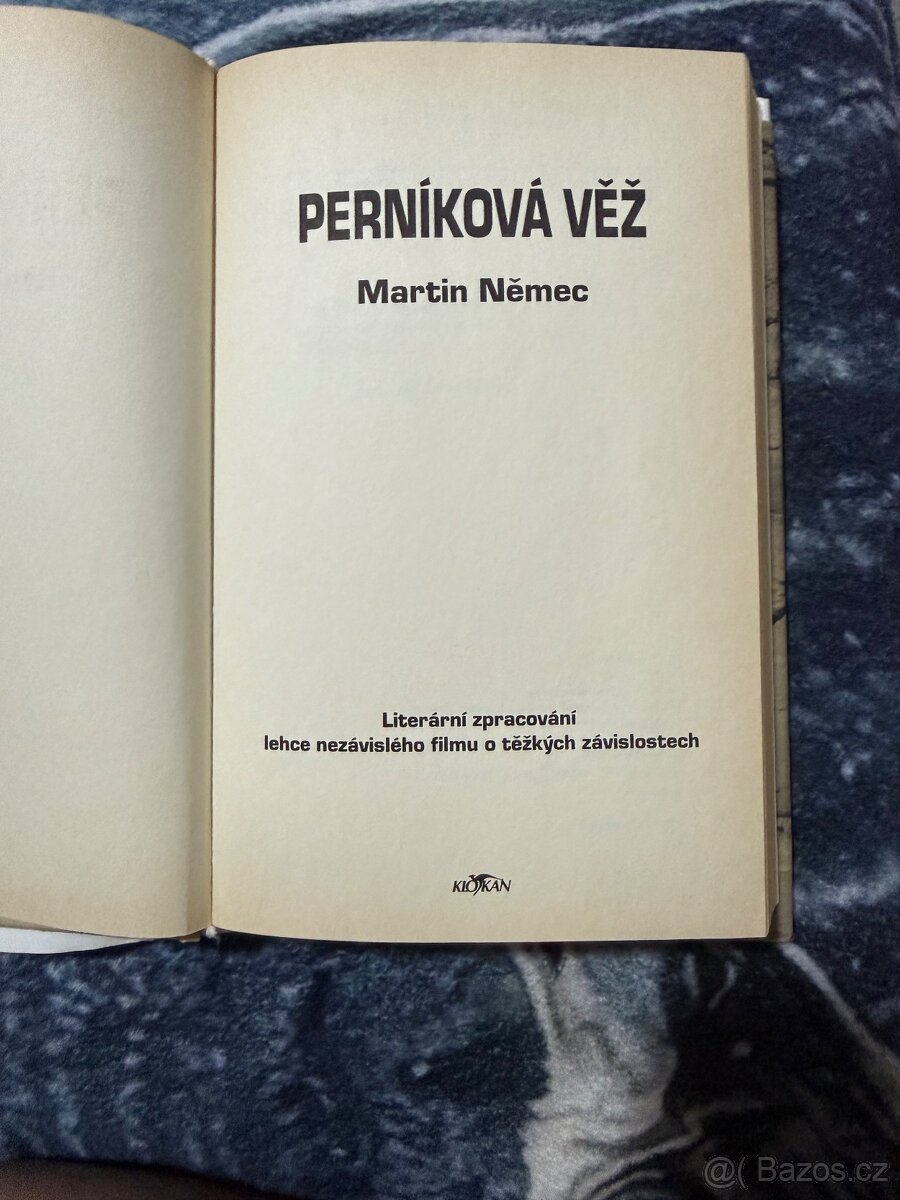 PERNÍKOVÁ VĚŽ
Martin Němec
Literární zpracování
lehce nezávislého filmu o těžkých závislostech
KLOKAN
@( Bazos.cz